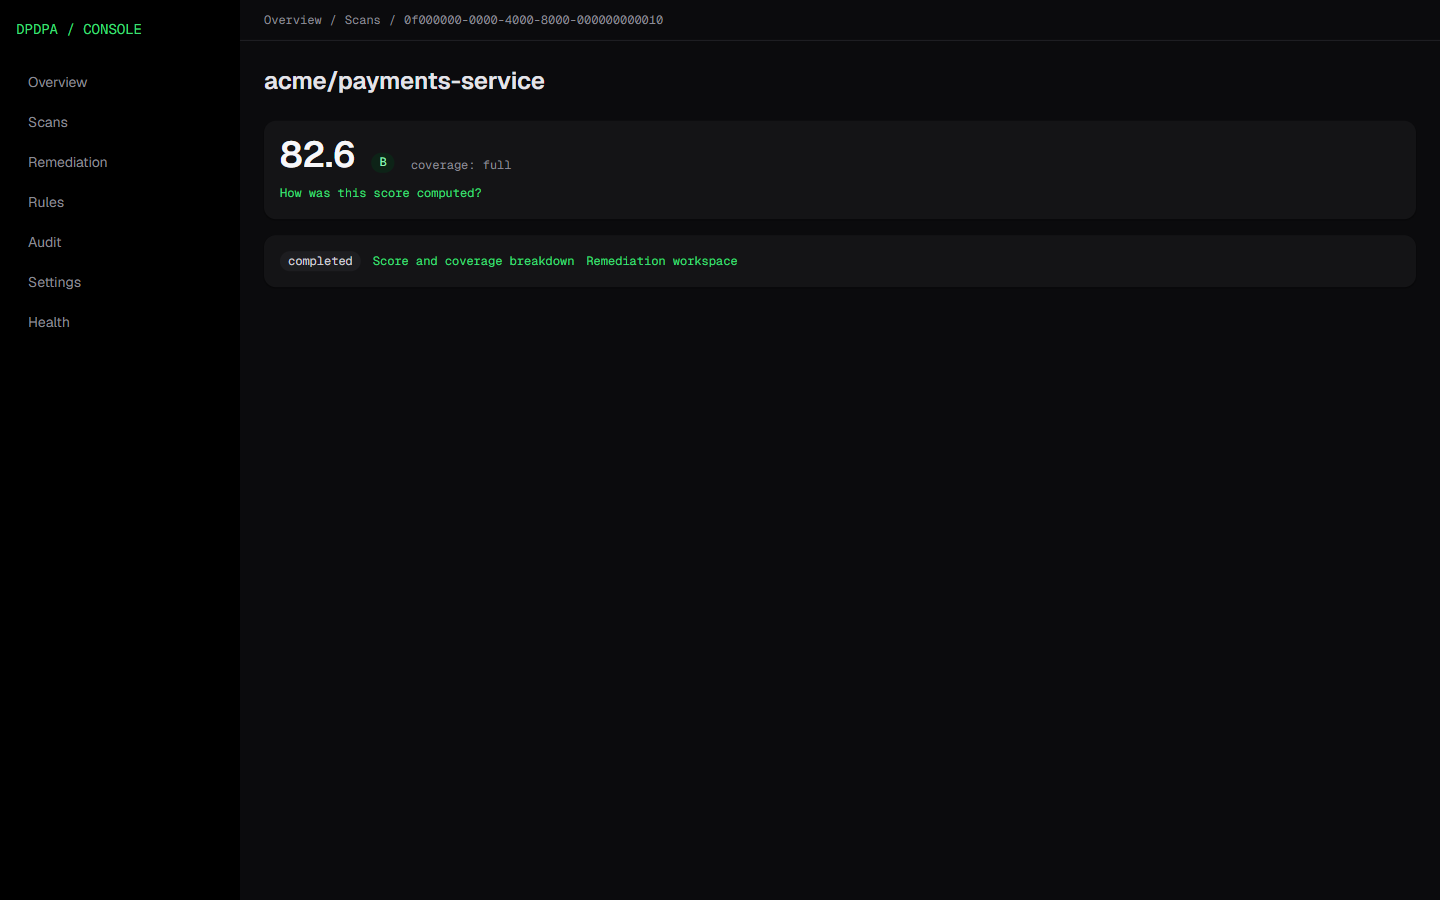 DPDPA / CONSOLE
Overview
Scans
Remediation
Rules
Audit
Settings
Health
Overview / Scans / 0f000000-0000-4000-8000-000000000010
acme/payments-service
82.6 B coverage: full
How was this score computed?
completed Score and coverage breakdown Remediation workspace